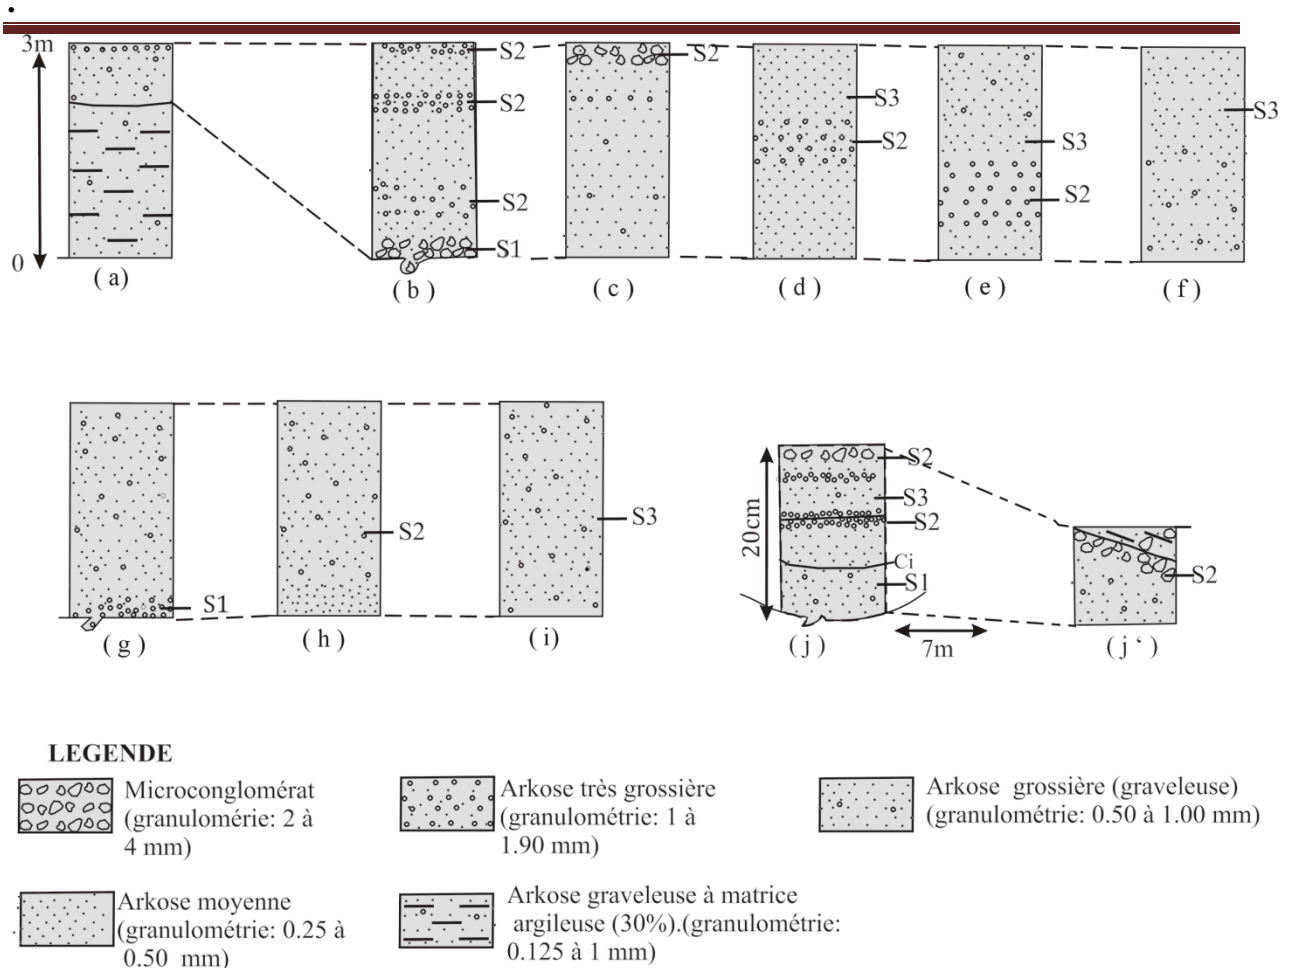 3m
S2
S2
S3
S3
S2
S2
S3
S2
S2
S1
0
( a)
( b )
( c )
( d )
( e )
( f )
S2
S3
S2
20cm
Ci
S2
S3
S1
S2
S1
( g )
( h )
( i )
( j )
7m
( j ‘ )
LEGENDE
Microconglomérat
(granulomérie: 2 à
4 mm)
Arkose très grossière
(granulométrie: 1 à
1.90 mm)
Arkose grossière (graveleuse)
(granulométrie: 0.50 à 1.00 mm)
Arkose moyenne
(granulométrie: 0.25 à
0.50 mm)
Arkose graveleuse à matrice
argileuse (30%).(granulométrie:
0.125 à 1 mm)